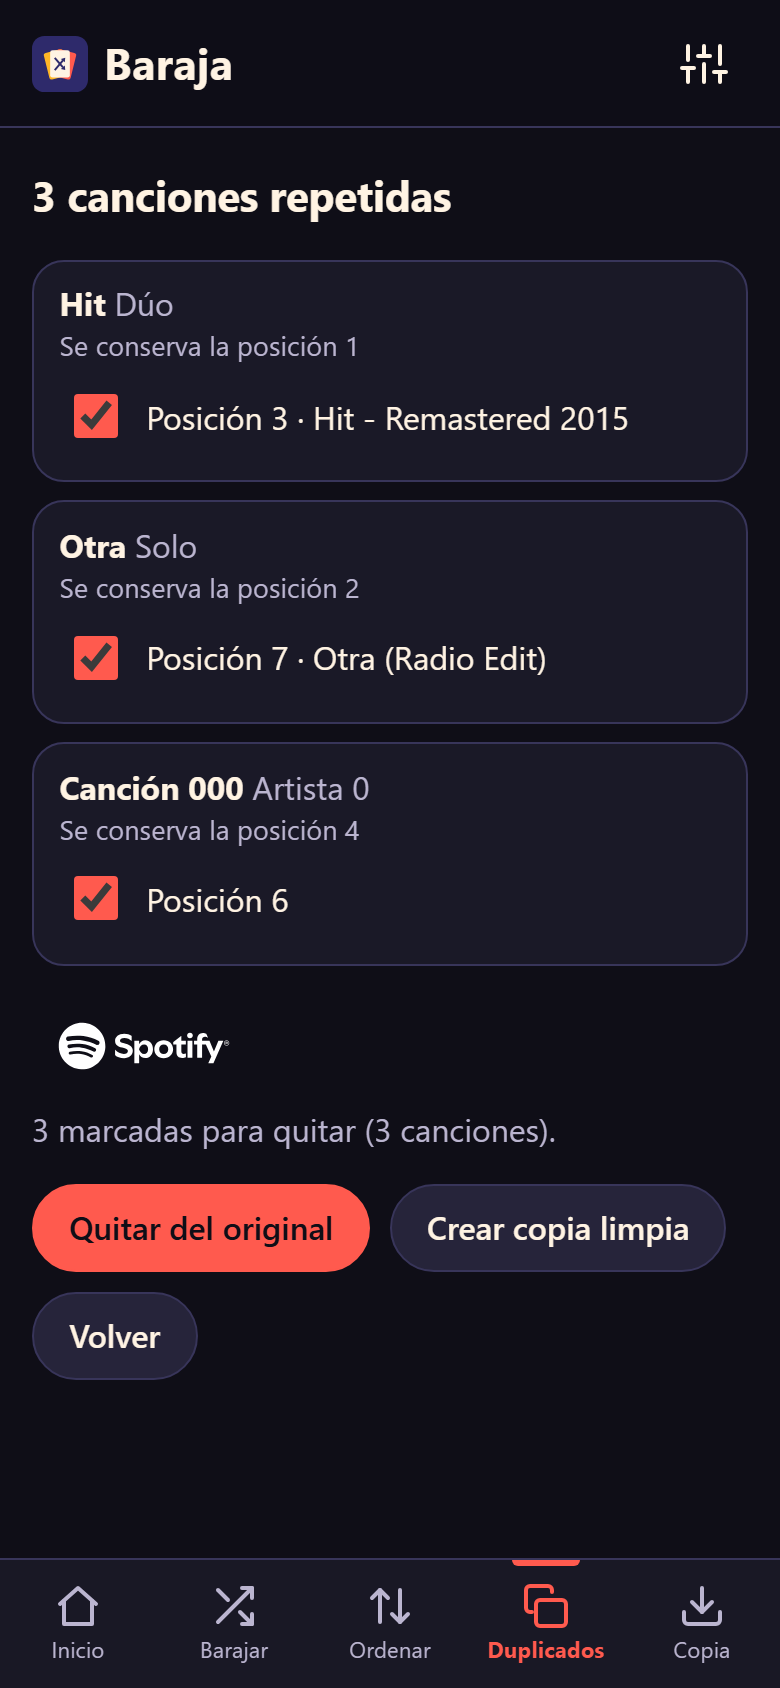 Baraja
3 canciones repetidas
Hit Dúo
Se conserva la posición 1
Posición 3 · Hit - Remastered 2015
Otra Solo
Se conserva la posición 2
Posición 7 · Otra (Radio Edit)
Canción 000 Artista 0
Se conserva la posición 4
Posición 6
Spotify®
3 marcadas para quitar (3 canciones).
Quitar del original
Crear copia limpia
Volver
Inicio
Barajar
Ordenar
Duplicados
Copia